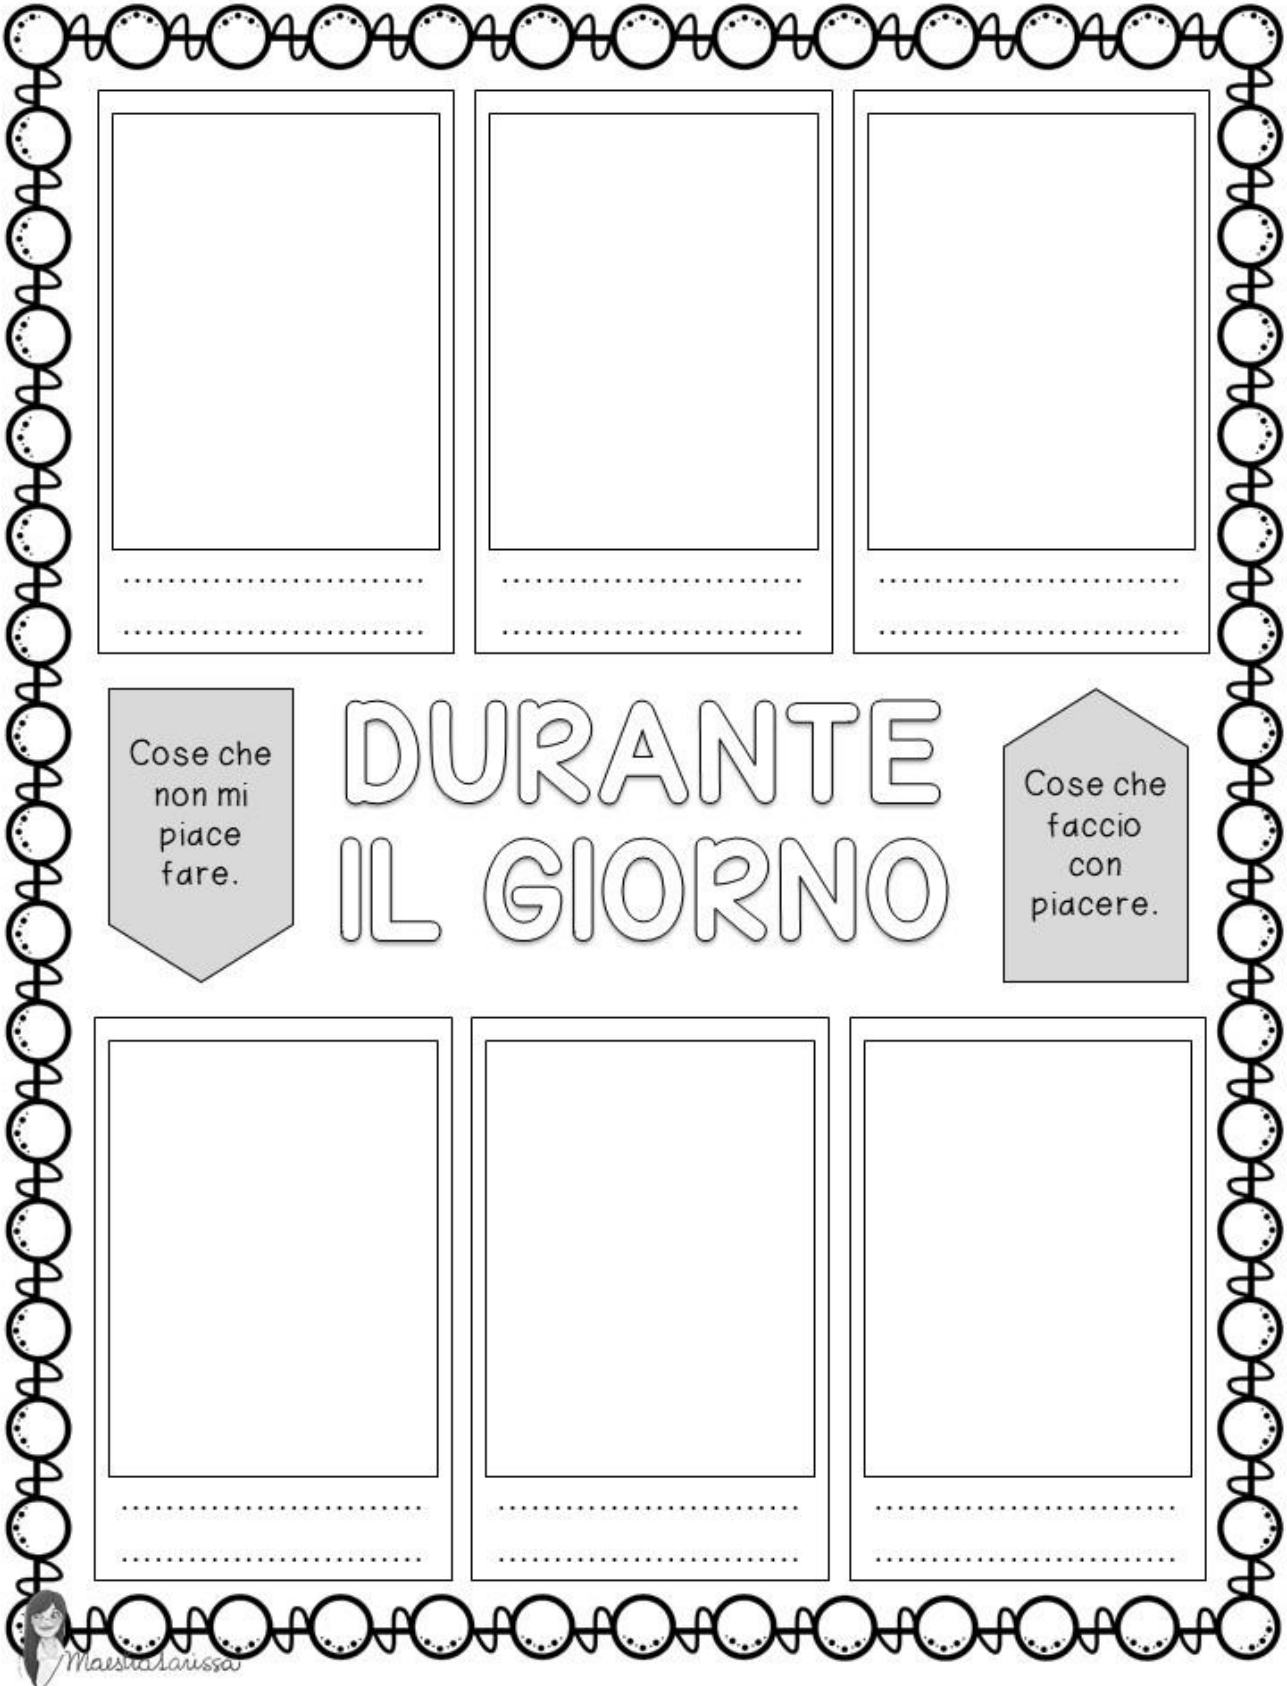 Cose che
non mi
piace
fare.
DURANTE
IL GIORNO
Cose che
faccio
con
piacere.
MaestraLarissa